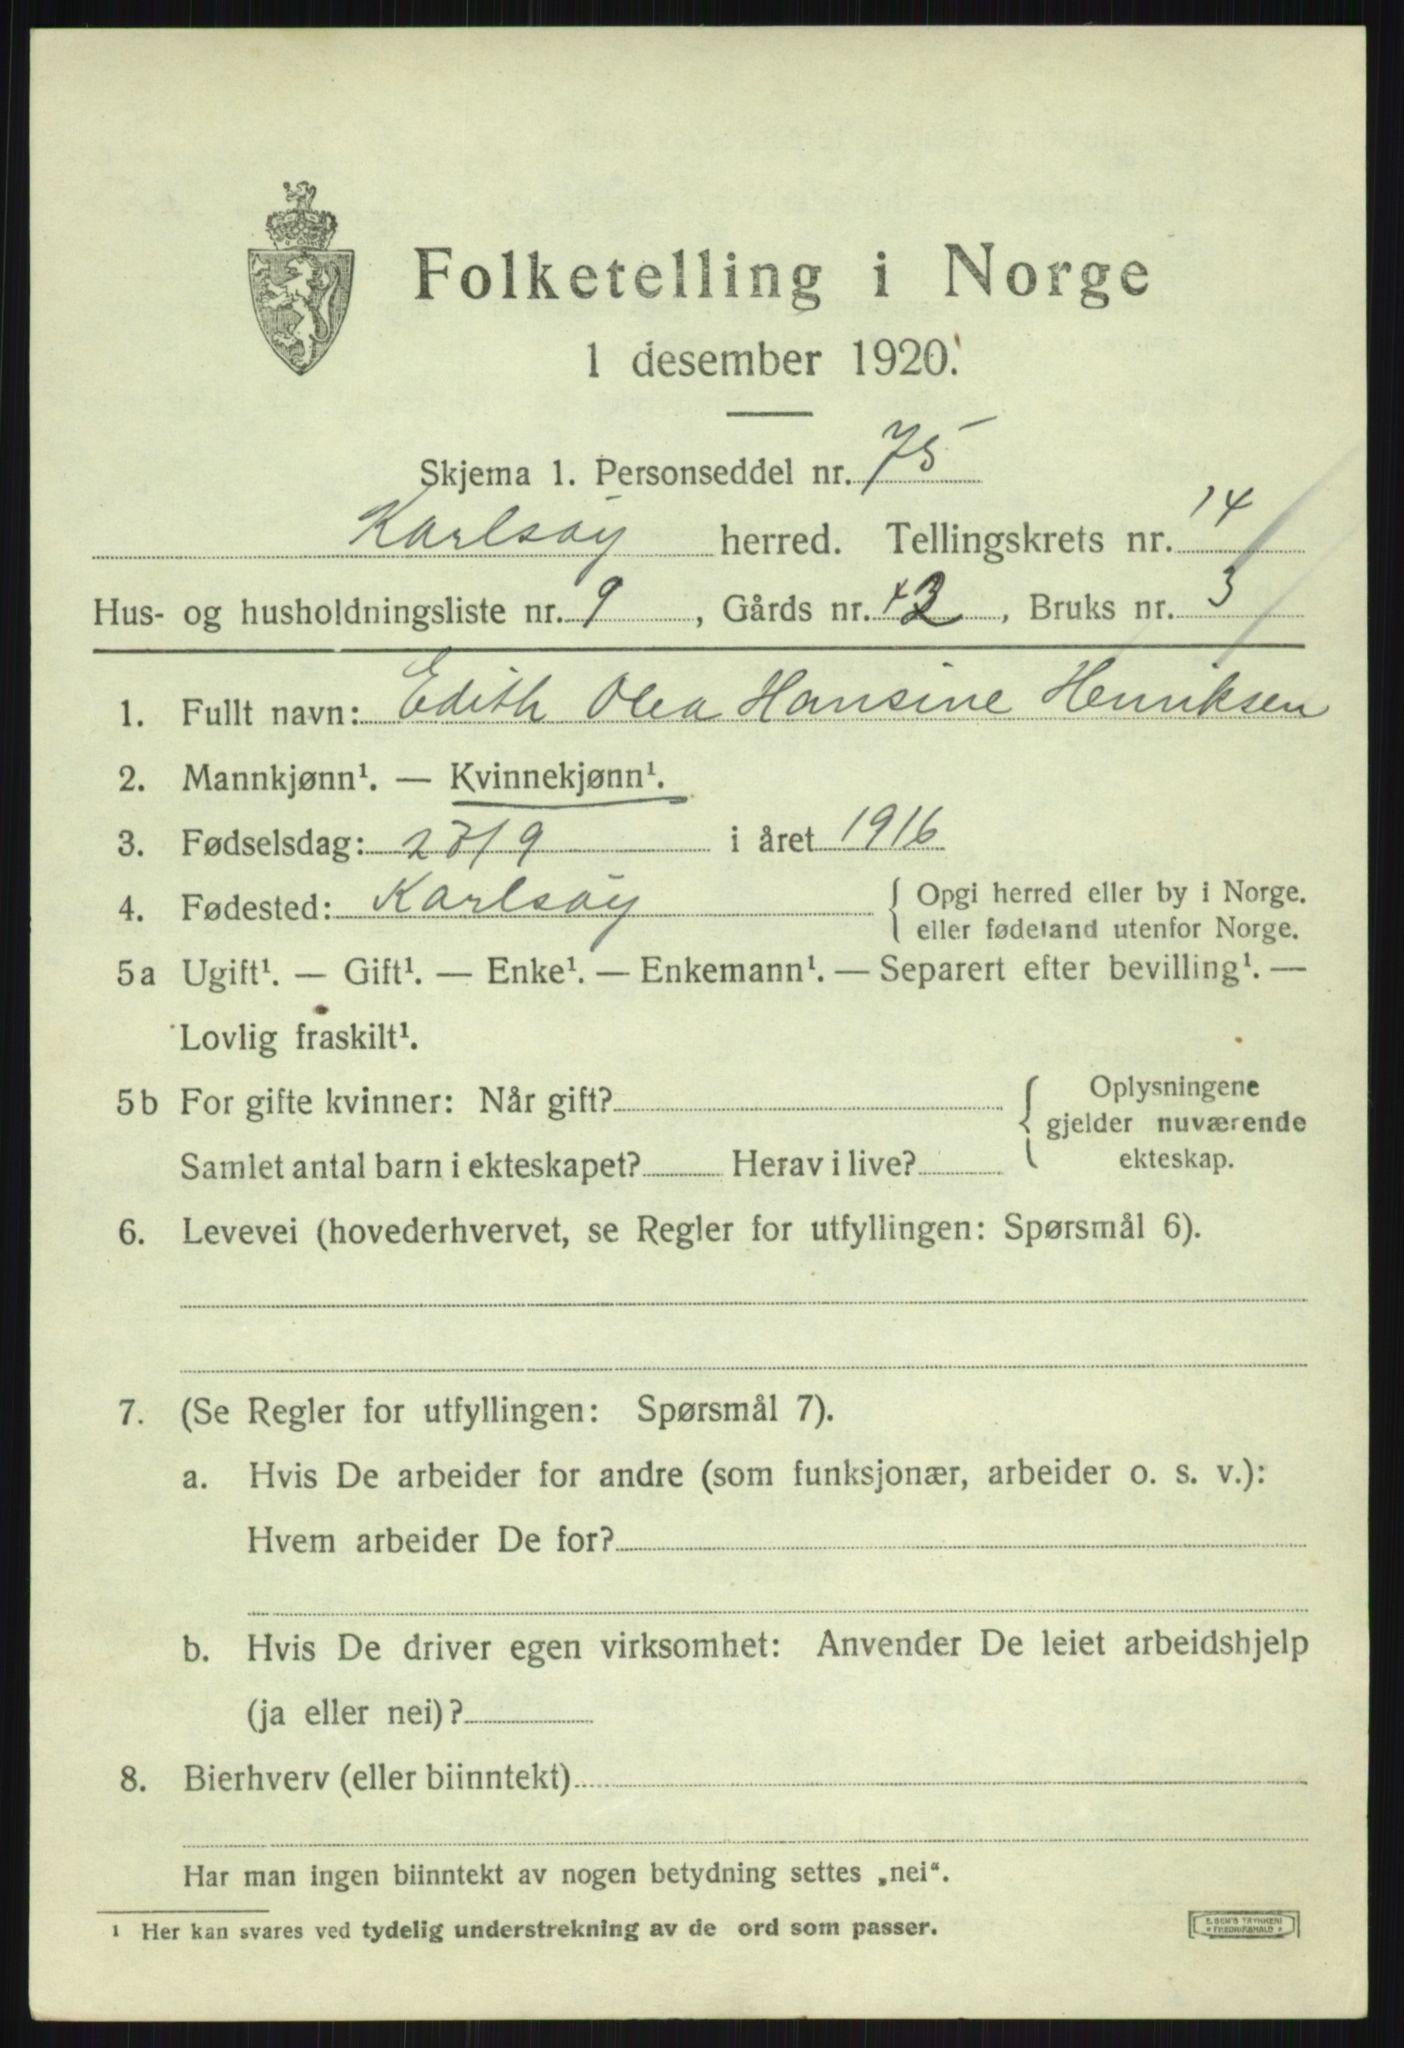 Folketelling i Norge
1 desember 1920.
Skjema 1. Personseddel nr. 75
Karlsøy herred. Tellingskrets nr. 14
Hus- og husholdningsliste nr. 9, Gårds nr. 42, Bruks nr. 3
1. Fullt navn: Edith Olea Hansine Henriksen
2. Mannkjønn¹. — Kvinnekjønn¹.
3. Fødselsdag: 27/9 i året 1916
4. Fødested: Karlsøy { Opgi herred eller by i Norge.
eller fødeland utenfor Norge.
5a Ugift¹. — Gift¹. — Enke¹. — Enkemann¹. — Separert efter bevilling¹. —
Lovlig fraskilt¹.
5b For gifte kvinner: Når gift? { Oplysningene
gjelder nuværende
Samlet antal barn i ekteskapet? Herav i live? ekteskap.
6. Levevei (hovederhvervet, se Regler for utfyllingen: Spørsmål 6).
7. (Se Regler for utfyllingen: Spørsmål 7).
a. Hvis De arbeider for andre (som funksjonær, arbeider o. s. v.):
Hvem arbeider De for?
b. Hvis De driver egen virksomhet: Anvender De leiet arbeidshjelp
(ja eller nei)?
8. Bierhverv (eller biinntekt)
Har man ingen biinntekt av nogen betydning settes „nei“.
¹ Her kan svares ved tydelig understrekning av de ord som passer.